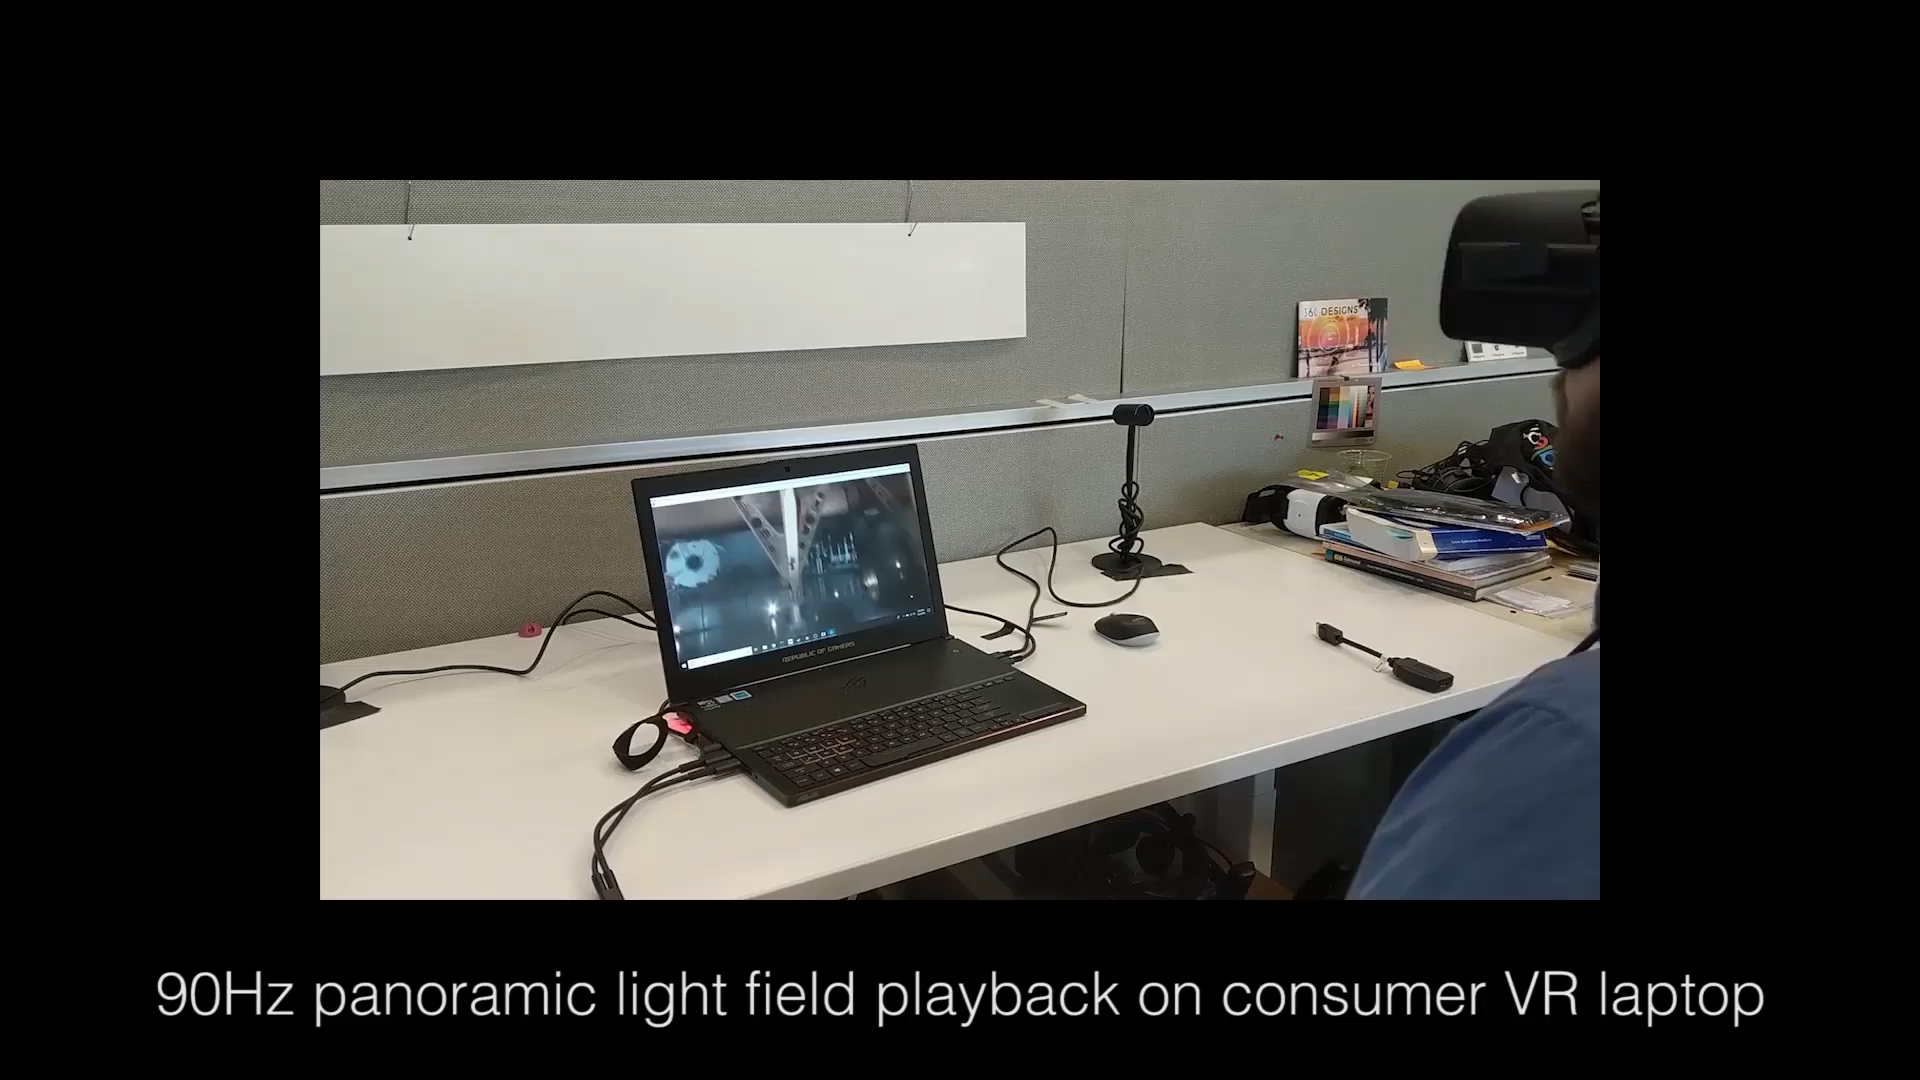 360 DESIGNS
REPUBLIC OF GAMERS
90Hz panoramic light field playback on consumer VR laptop